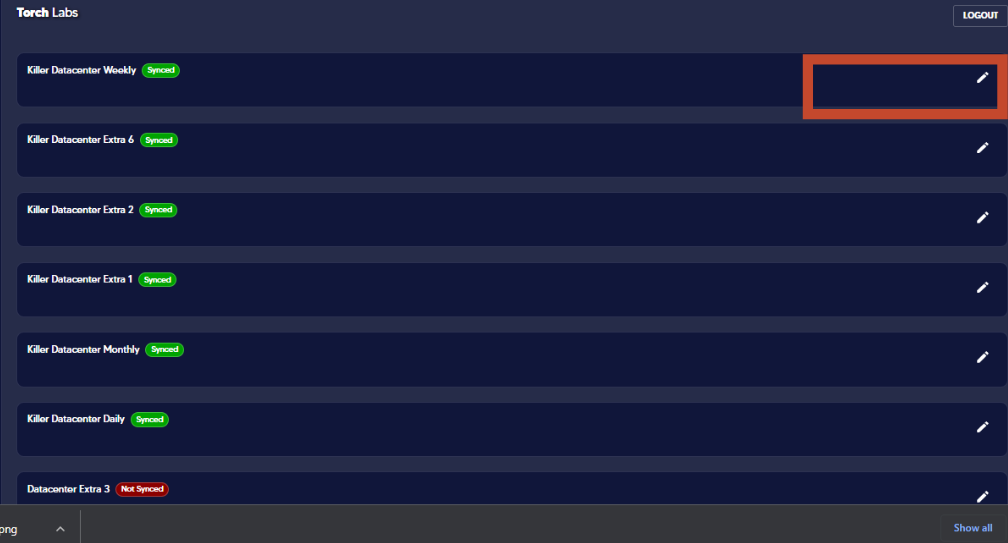 Torch Labs
LOGOUT
Killer Datacenter Weekly Synced
Killer Datacenter Extra 6 Synced
Killer Datacenter Extra 2 Synced
Killer Datacenter Extra 1 Synced
Killer Datacenter Monthly Synced
Killer Datacenter Daily Synced
Datacenter Extra 3 Not Synced
png
Show all